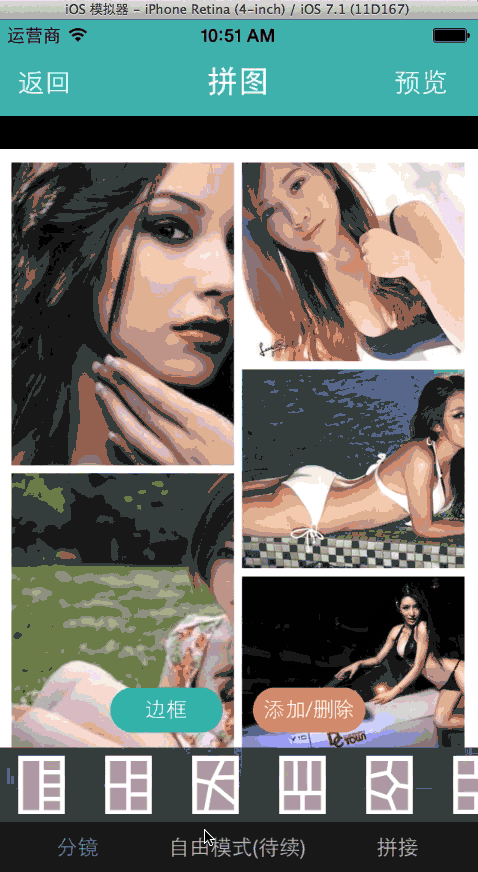 iOS 模拟器 – iPhone Retina (4-inch) / iOS 7.1 (11D167)
运营商 10:51 AM
返回 拼图 预览
边框 添加/删除
分镜 自由模式(待续) 拼接